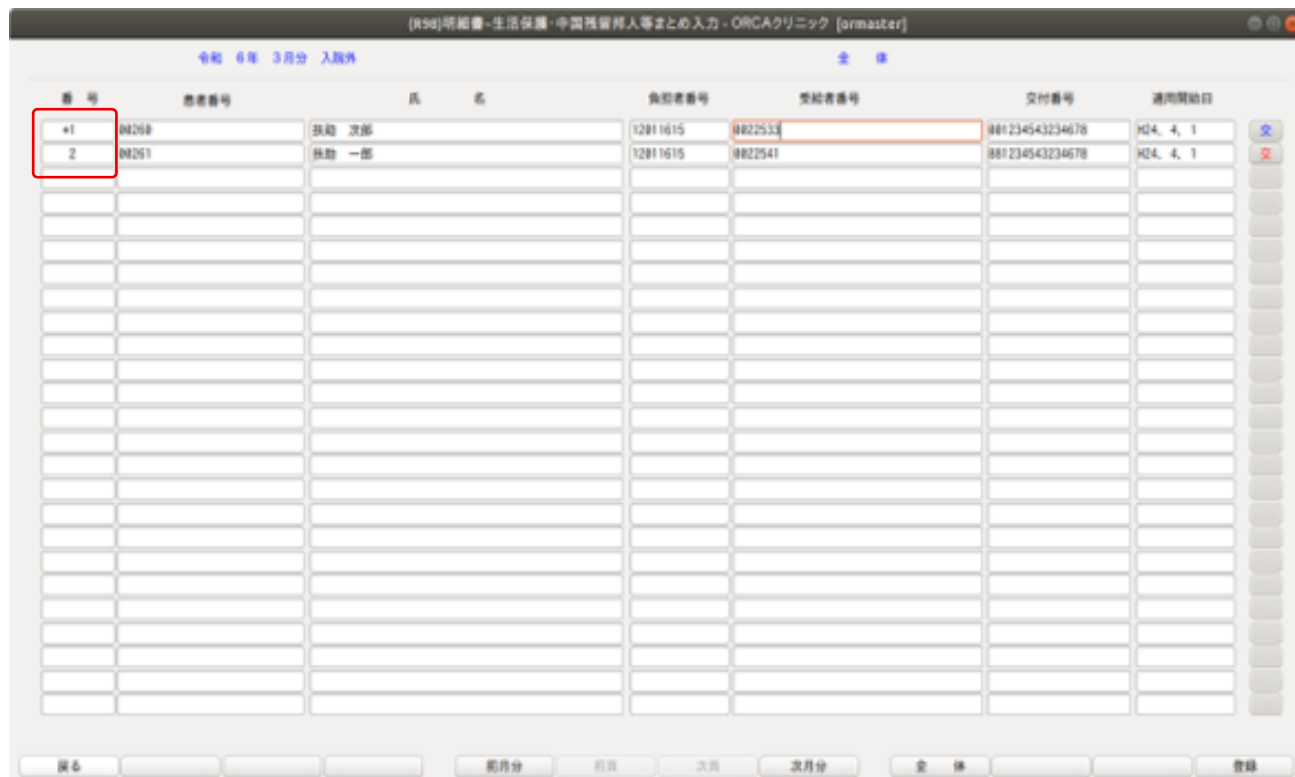 (R98)明細書-生活保護・中国残留邦人等まとめ入力 - ORCAクリニック [ormaster]
令和 6年 3月分 入院外 全 体
番 号 患者番号 氏 名 負担者番号 受給者番号 交付番号 適用開始日
*1 00260 扶助 次郎 12011615 0022533 001234543234678 H24. 4. 1 交
2 00261 扶助 一郎 12011615 0022541 001234543234678 H24. 4. 1 交
戻る 前月分 前頁 次頁 次月分 全 体 登録